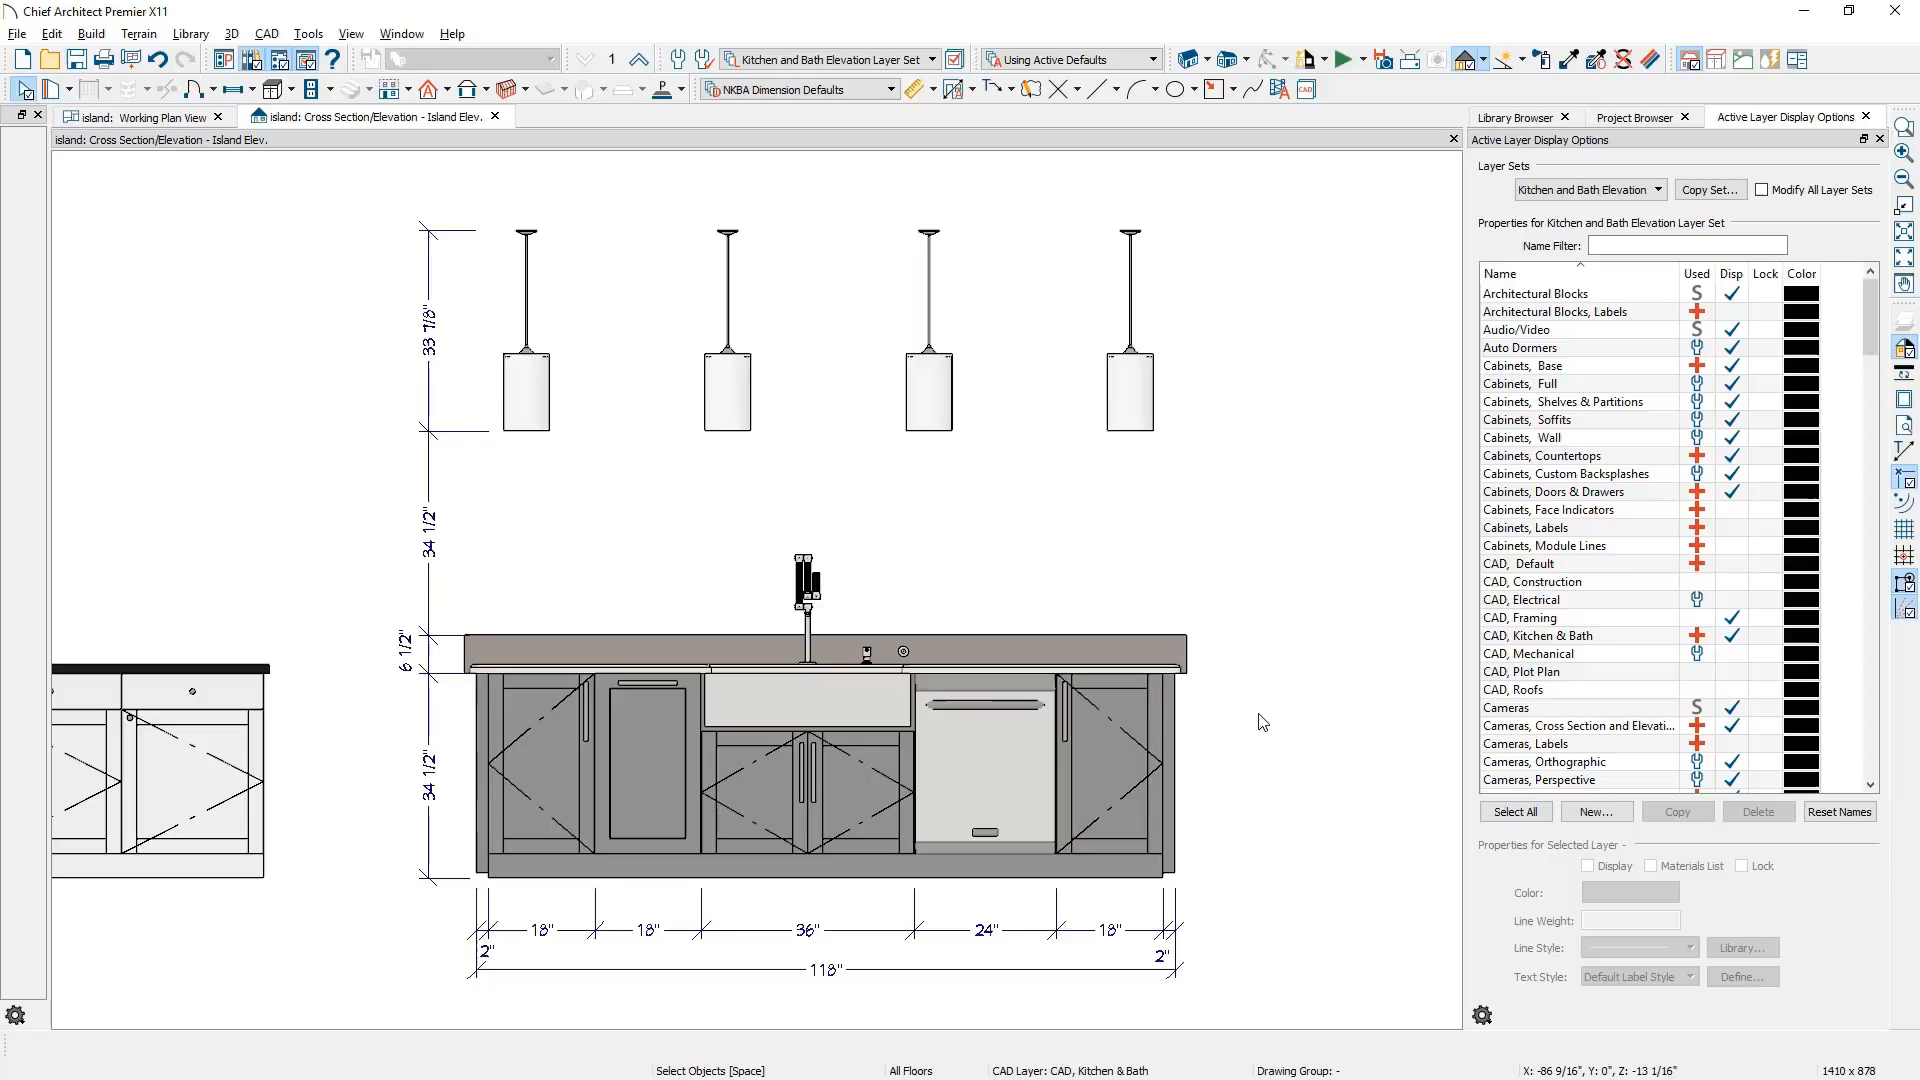 Chief Architect Premier X11
File Edit Build Terrain Library 3D CAD Tools View Window Help
1 Kitchen and Bath Elevation Layer Set Using Active Defaults
NKBA Dimension Defaults
island: Working Plan View island: Cross Section/Elevation - Island Elev.
island: Cross Section/Elevation - Island Elev.
33 7/8"
34 1/2"
6 1/2"
34 1/2"
18" 18" 36" 24" 18"
2" 2"
118"
Library Browser Project Browser Active Layer Display Options
Active Layer Display Options
Layer Sets
Kitchen and Bath Elevation Copy Set... Modify All Layer Sets
Properties for Kitchen and Bath Elevation Layer Set
Name Filter:
Name Used Disp Lock Color
Architectural Blocks S
Architectural Blocks, Labels
Audio/Video S
Auto Dormers
Cabinets, Base
Cabinets, Full
Cabinets, Shelves & Partitions
Cabinets, Soffits
Cabinets, Wall
Cabinets, Countertops
Cabinets, Custom Backsplashes
Cabinets, Doors & Drawers
Cabinets, Face Indicators
Cabinets, Labels
Cabinets, Module Lines
CAD, Default
CAD, Construction
CAD, Electrical
CAD, Framing
CAD, Kitchen & Bath
CAD, Mechanical
CAD, Plot Plan
CAD, Roofs
Cameras S
Cameras, Cross Section and Elevati...
Cameras, Labels
Cameras, Orthographic
Cameras, Perspective
Select All New... Copy Delete Reset Names
Properties for Selected Layer -
Display Materials List Lock
Color:
Line Weight:
Line Style: Library...
Text Style: Default Label Style Define...
Select Objects [Space] All Floors CAD Layer: CAD, Kitchen & Bath Drawing Group: - X: -86 9/16", Y: 0", Z: -13 1/16" 1410 x 878